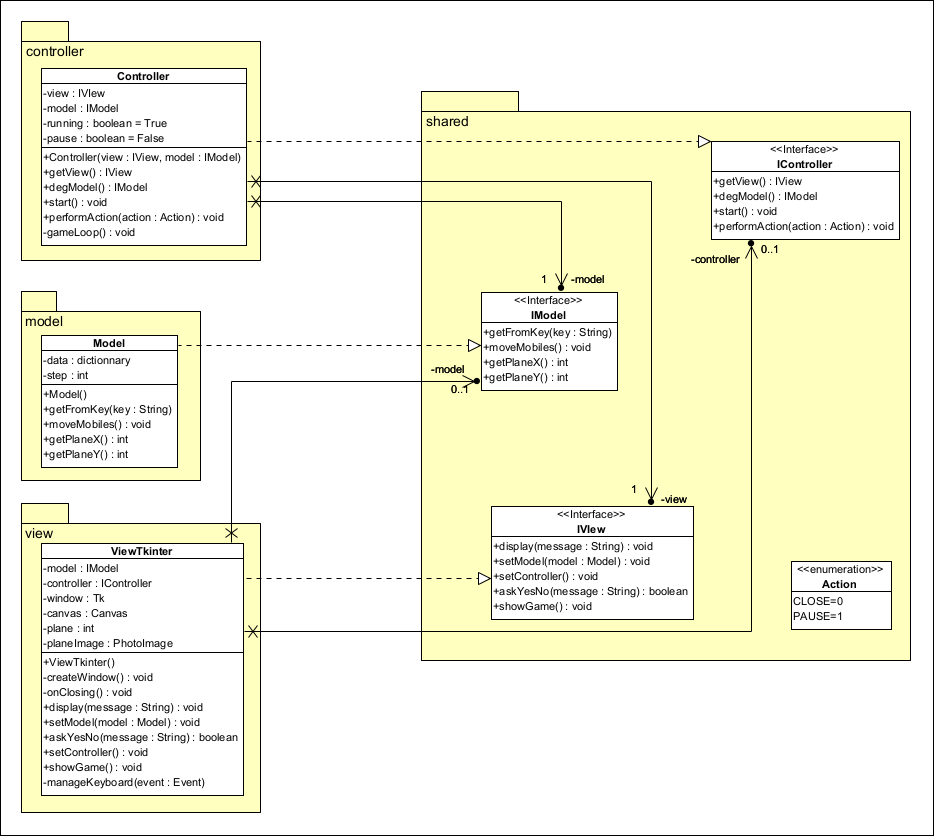 controller
Controller
-view : IVIew
-model : IModel
-running : boolean = True
-pause : boolean = False
+Controller(view : IView, model : IModel)
+getView() : IView
+degModel() : IModel
+start() : void
+performAction(action : Action) : void
-gameLoop() : void
shared
<<Interface>>
IController
+getView() : IView
+degModel() : IModel
+start() : void
+performAction(action : Action) : void
-controller
0..1
1
-model
<<Interface>>
IModel
+getFromKey(key : String)
+moveMobiles() : void
+getPlaneX() : int
+getPlaneY() : int
-model
0..1
model
Model
-data : dictionnary
-step : int
+Model()
+getFromKey(key : String)
+moveMobiles() : void
+getPlaneX() : int
+getPlaneY() : int
1
-view
<<Interface>>
IVIew
+display(message : String) : void
+setModel(model : Model) : void
+setController() : void
+askYesNo(message : String) : boolean
+showGame() : void
<<enumeration>>
Action
CLOSE=0
PAUSE=1
view
ViewTkinter
-model : IModel
-controller : IController
-window : Tk
-canvas : Canvas
-plane : int
-planeImage : PhotoImage
+ViewTkinter()
-createWindow() : void
-onClosing() : void
+display(message : String) : void
+setModel(model : Model) : void
+askYesNo(message : String) : boolean
+setController() : void
+showGame() : void
-manageKeyboard(event : Event)